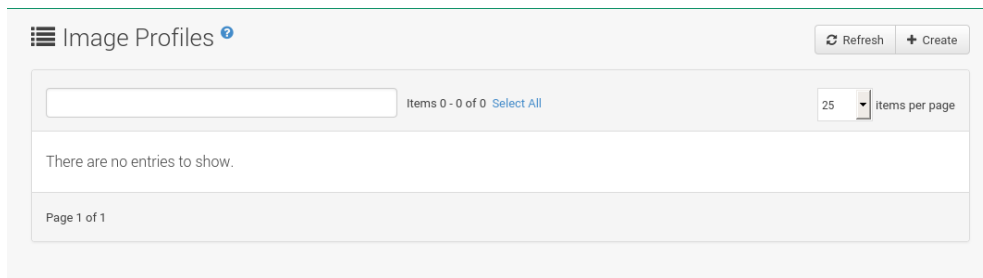 Image Profiles ?
Refresh + Create
Items 0 - 0 of 0 Select All 25 items per page
There are no entries to show.
Page 1 of 1